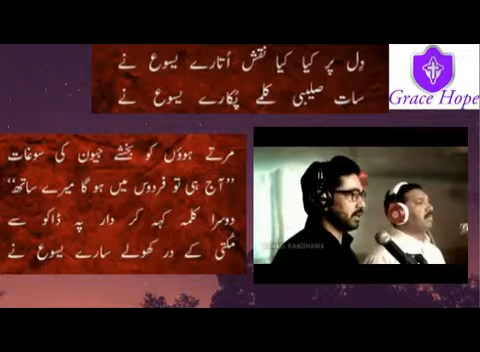 دل پر کیا کیا نقش اُتارے یسوع نے
سات صلیبی کلمے پکارے یسوع نے
Grace Hope
مرتے ہوؤں کو بخشے جیون کی سوغات
"آج ہی تو فردوس میں ہو گا میرے ساتھ"
دوسرا کلمہ کہہ کر دار پہ ڈاکو سے
مکتی کے در کھولے سارے یسوع نے
RANDHAWA